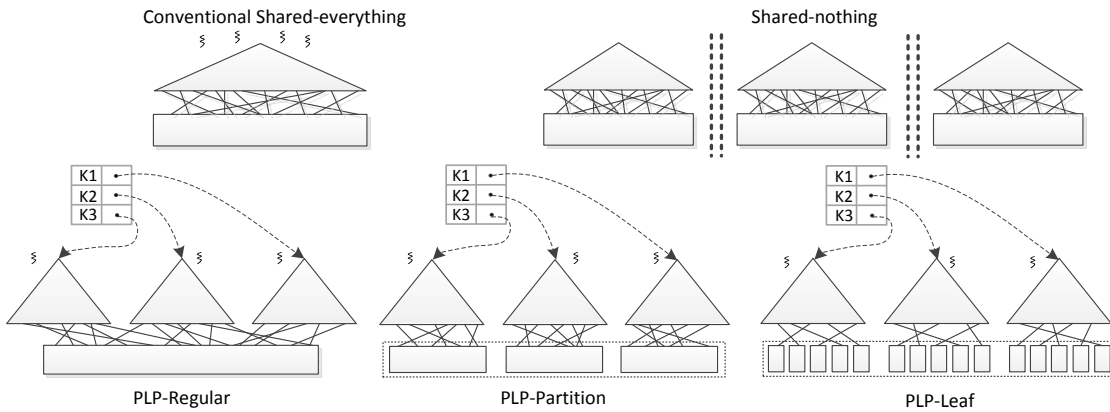 Conventional Shared-everything
Shared-nothing
K1
K2
K3
K1
K2
K3
K1
K2
K3
PLP-Regular
PLP-Partition
PLP-Leaf